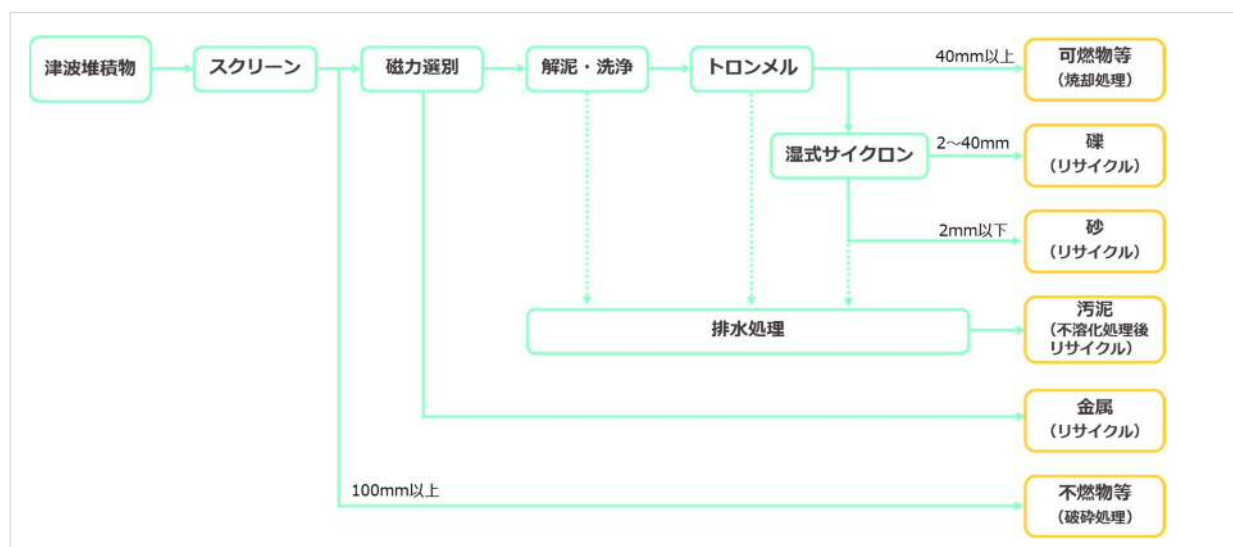 津波堆積物
スクリーン
磁力選別
解泥・洗浄
トロンメル
40mm以上
可燃物等
（焼却処理）
湿式サイクロン
2～40mm
礫
（リサイクル）
2mm以下
砂
（リサイクル）
排水処理
汚泥
（不溶化処理後
リサイクル）
金属
（リサイクル）
100mm以上
不燃物等
（破砕処理）